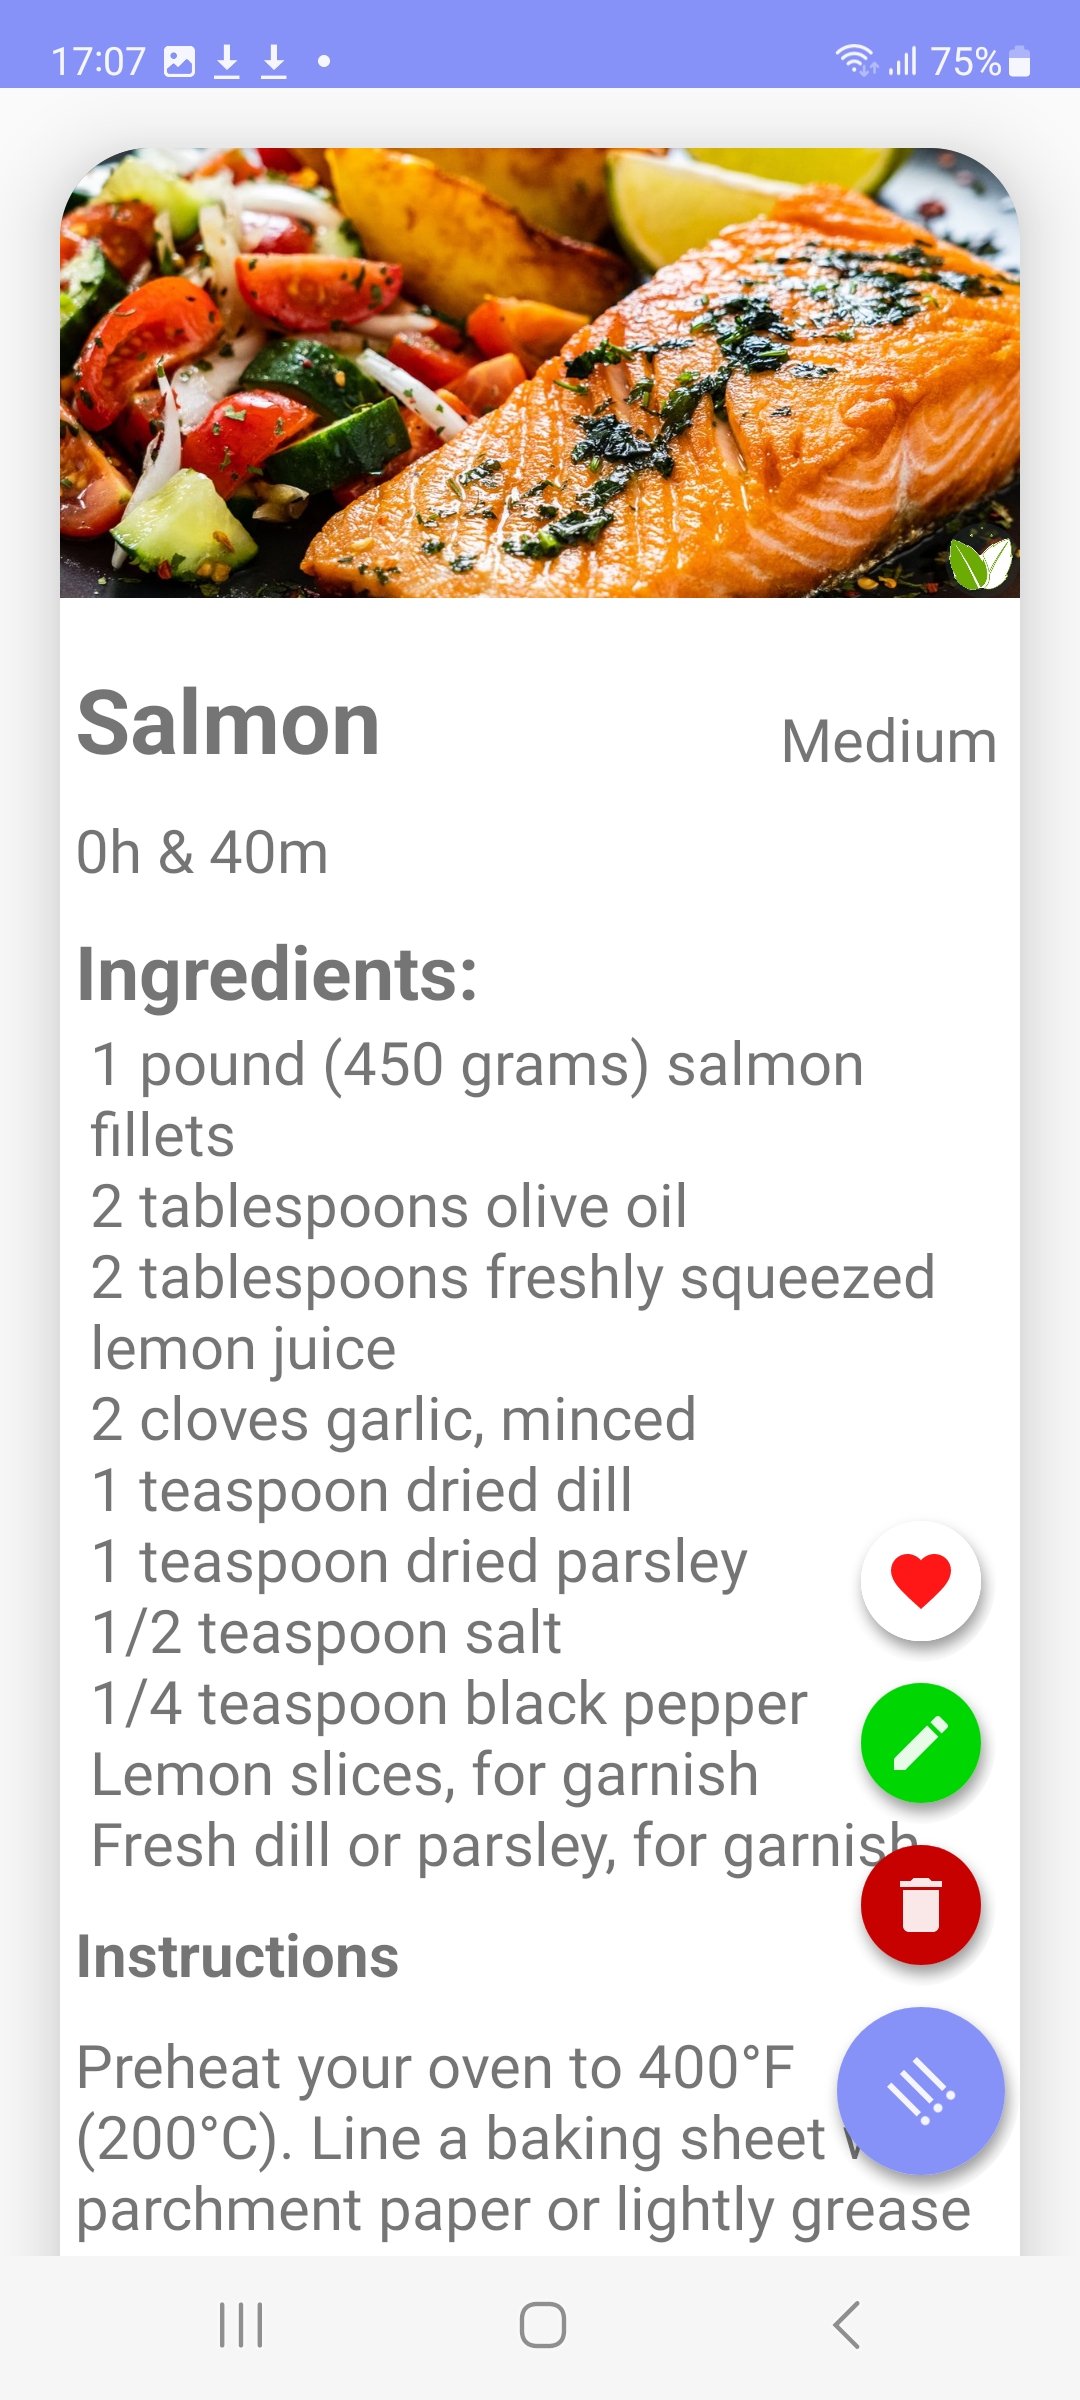 17:07
75%
Salmon
Medium
0h & 40m
Ingredients:
1 pound (450 grams) salmon
fillets
2 tablespoons olive oil
2 tablespoons freshly squeezed
lemon juice
2 cloves garlic, minced
1 teaspoon dried dill
1 teaspoon dried parsley
1/2 teaspoon salt
1/4 teaspoon black pepper
Lemon slices, for garnish
Fresh dill or parsley, for garnish
Instructions
Preheat your oven to 400°F
(200°C). Line a baking sheet
parchment paper or lightly grease